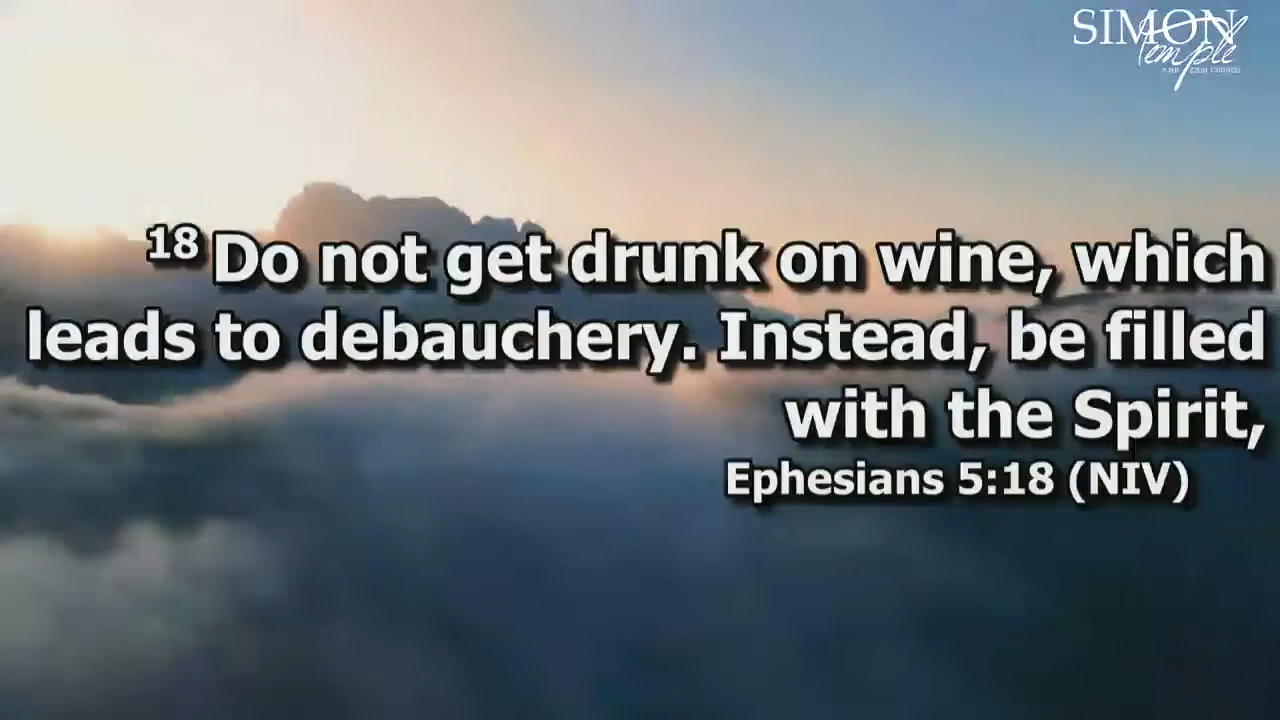 SIMON
Temple
18 Do not get drunk on wine, which
leads to debauchery. Instead, be filled
with the Spirit,
Ephesians 5:18 (NIV)